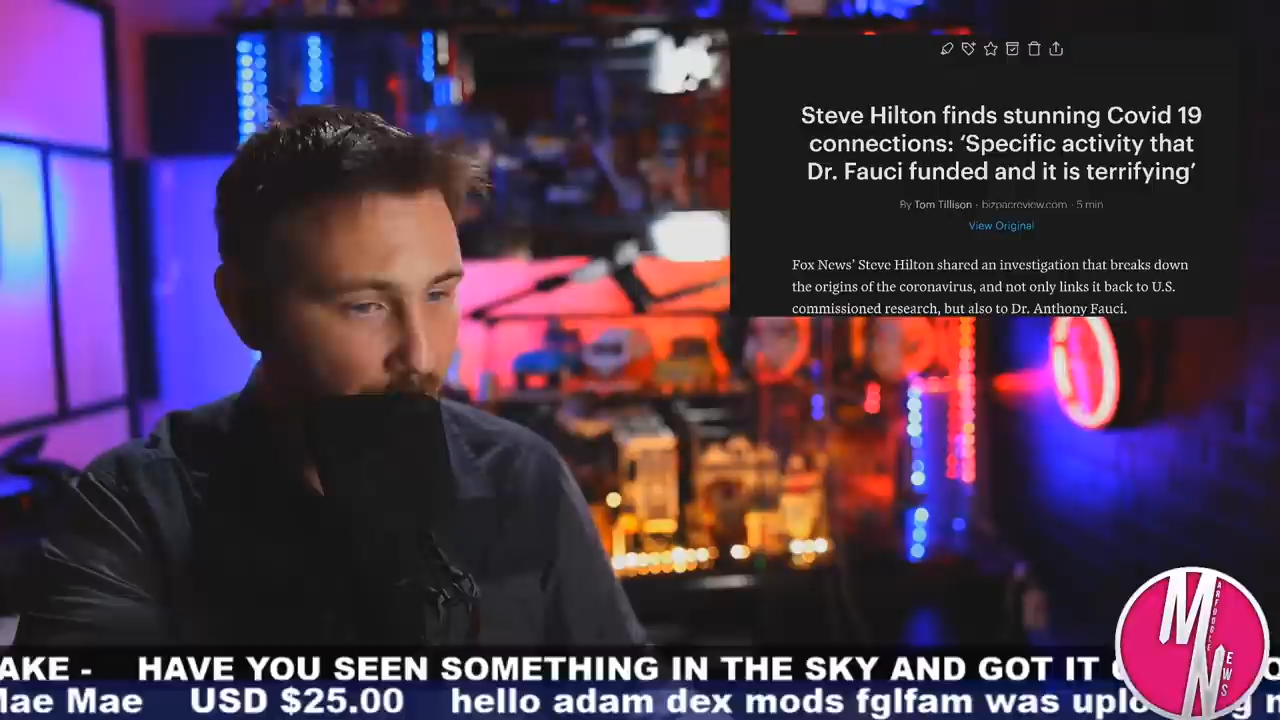 Steve Hilton finds stunning Covid 19
connections: ‘Specific activity that
Dr. Fauci funded and it is terrifying’
By Tom Tillison · bizpacreview.com · 5 min
View Original
Fox News’ Steve Hilton shared an investigation that breaks down
the origins of the coronavirus, and not only links it back to U.S.
commissioned research, but also to Dr. Anthony Fauci.
AKE - HAVE YOU SEEN SOMETHING IN THE SKY AND GOT IT
Mae Mae USD $25.00 hello adam dex mods fglfam was uplo
M
N
EWS